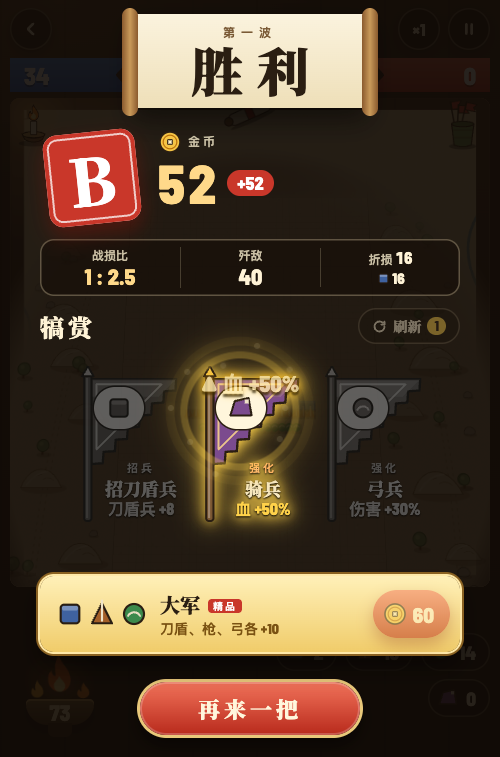 第一波
胜利
×1
34
0
B
金币
52 +52
战损比
1 : 2.5
歼敌
40
折损 16
16
犒赏
刷新 1
血 +50%
招兵
招刀盾兵
刀盾兵 +8
强化
骑兵
血 +50%
强化
弓兵
伤害 +30%
大军 精品
刀盾、枪、弓各+10
60
14
73
0
再来一把